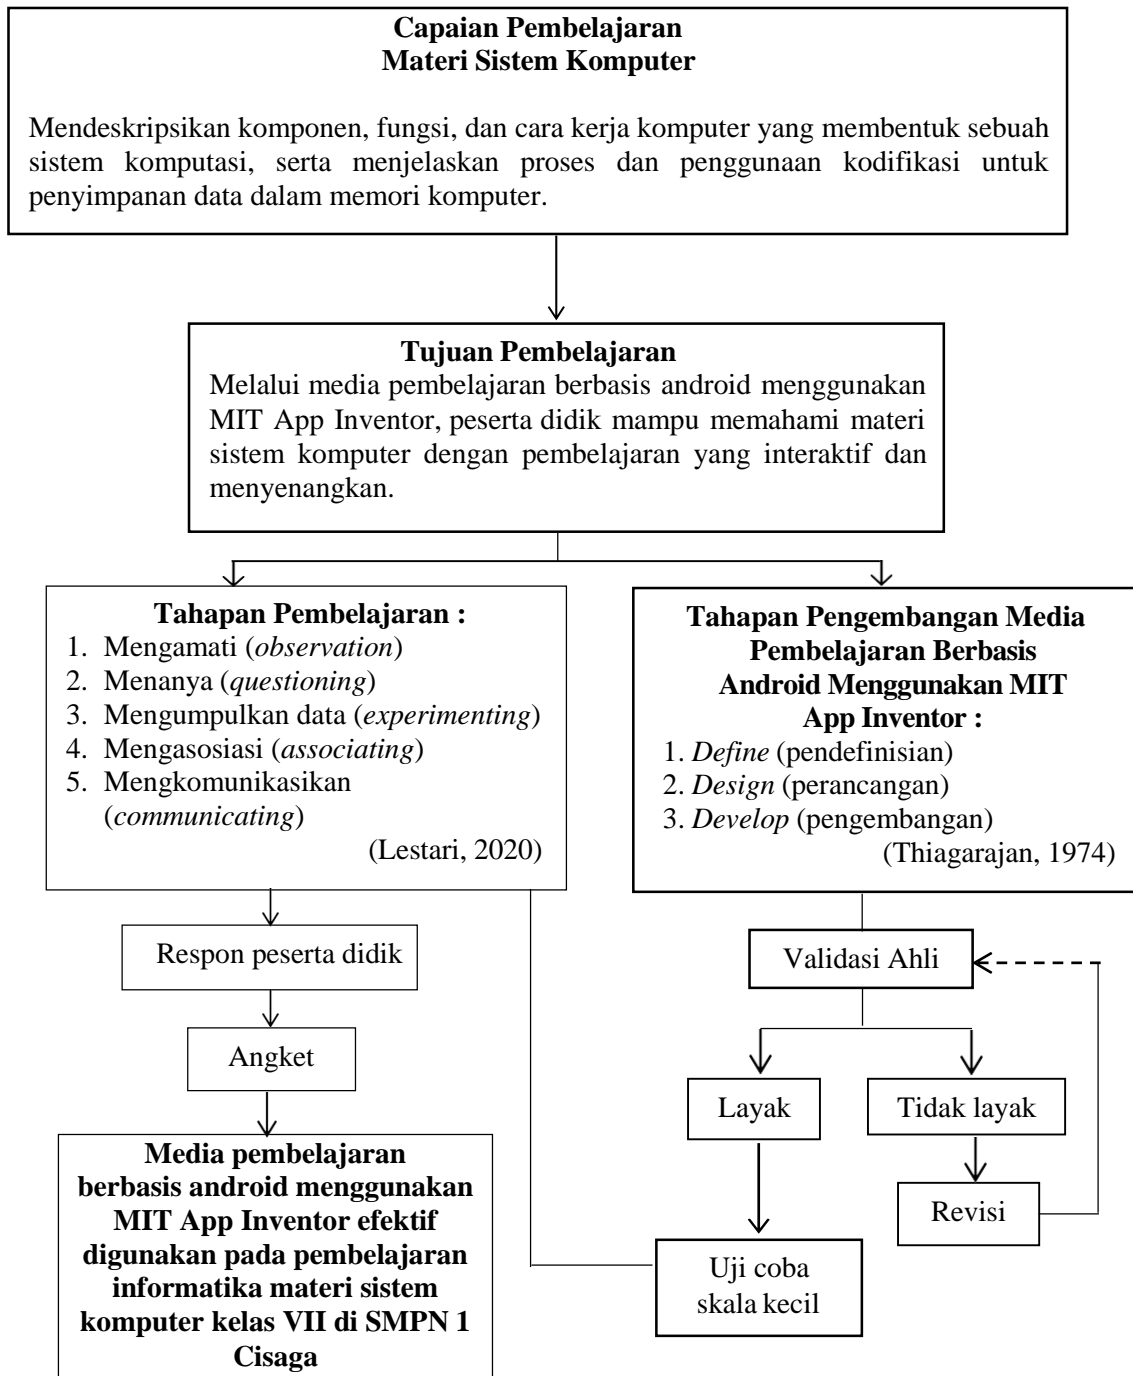 Capaian Pembelajaran
Materi Sistem Komputer
Mendeskripsikan komponen, fungsi, dan cara kerja komputer yang membentuk sebuah
sistem komputasi, serta menjelaskan proses dan penggunaan kodifikasi untuk
penyimpanan data dalam memori komputer.
Tujuan Pembelajaran
Melalui media pembelajaran berbasis android menggunakan
MIT App Inventor, peserta didik mampu memahami materi
sistem komputer dengan pembelajaran yang interaktif dan
menyenangkan.
Tahapan Pembelajaran :
1. Mengamati (observation)
2. Menanya (questioning)
3. Mengumpulkan data (experimenting)
4. Mengasosiasi (associating)
5. Mengkomunikasikan
(communicating)
(Lestari, 2020)
Tahapan Pengembangan Media
Pembelajaran Berbasis
Android Menggunakan MIT
App Inventor :
1. Define (pendefinisian)
2. Design (perancangan)
3. Develop (pengembangan)
(Thiagarajan, 1974)
Respon peserta didik
Angket
Media pembelajaran
berbasis android menggunakan
MIT App Inventor efektif
digunakan pada pembelajaran
informatika materi sistem
komputer kelas VII di SMPN 1
Cisaga
Validasi Ahli
Layak
Tidak layak
Revisi
Uji coba
skala kecil